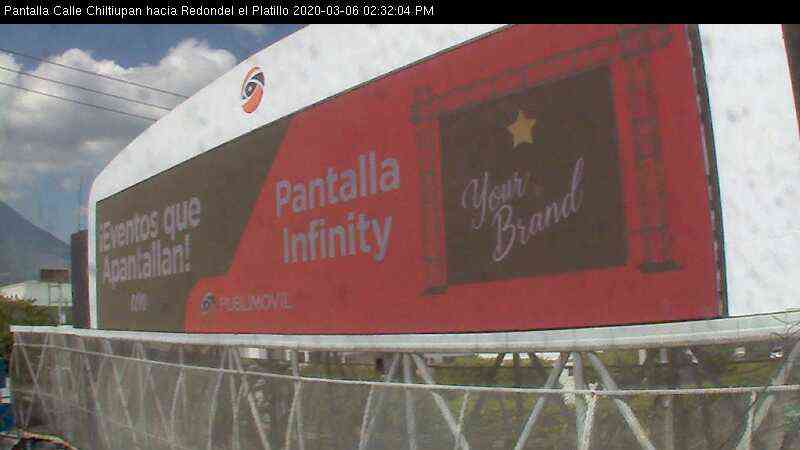 Pantalla Calle Chiltiupan hacia Redondel el Platillo 2020-03-06 02:32:04 PM
¡Eventos que
Apantallan!
Pantalla
Infinity
PUBLIMOVIL
Your
Brand